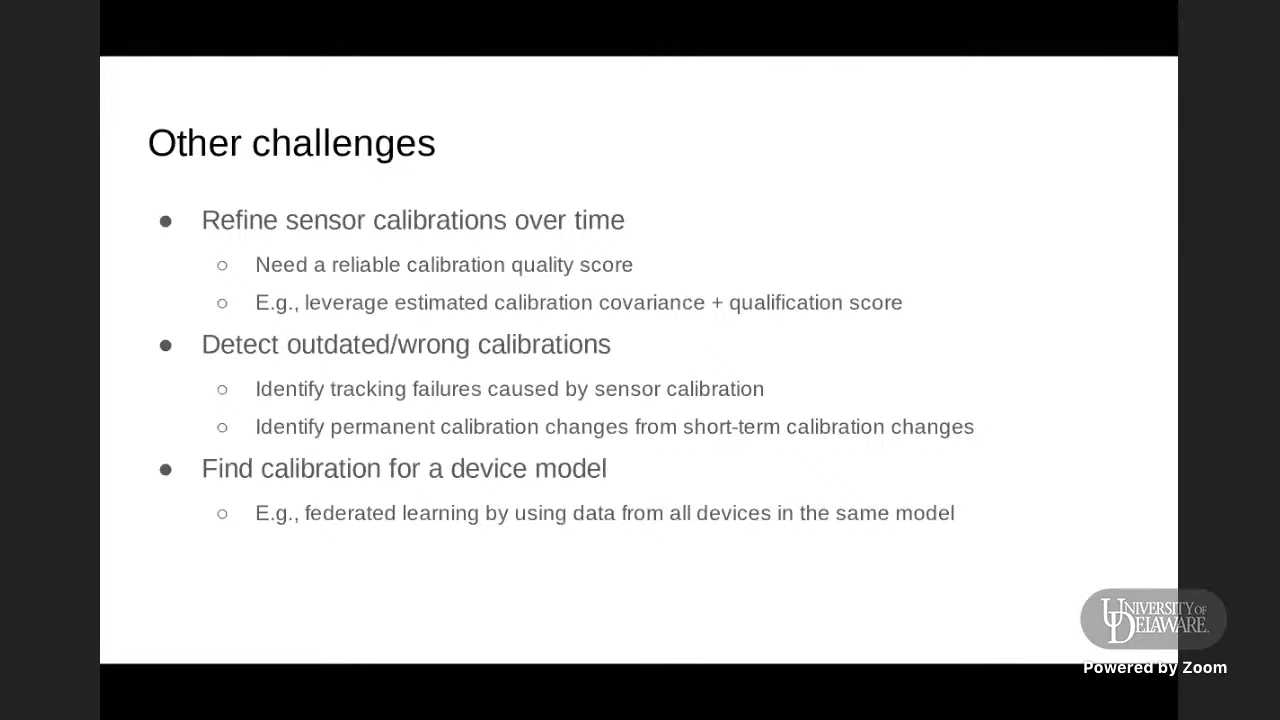 Other challenges
● Refine sensor calibrations over time
○ Need a reliable calibration quality score
○ E.g., leverage estimated calibration covariance + qualification score
● Detect outdated/wrong calibrations
○ Identify tracking failures caused by sensor calibration
○ Identify permanent calibration changes from short-term calibration changes
● Find calibration for a device model
○ E.g., federated learning by using data from all devices in the same model
UNIVERSITY OF
DELAWARE.
Powered by Zoom